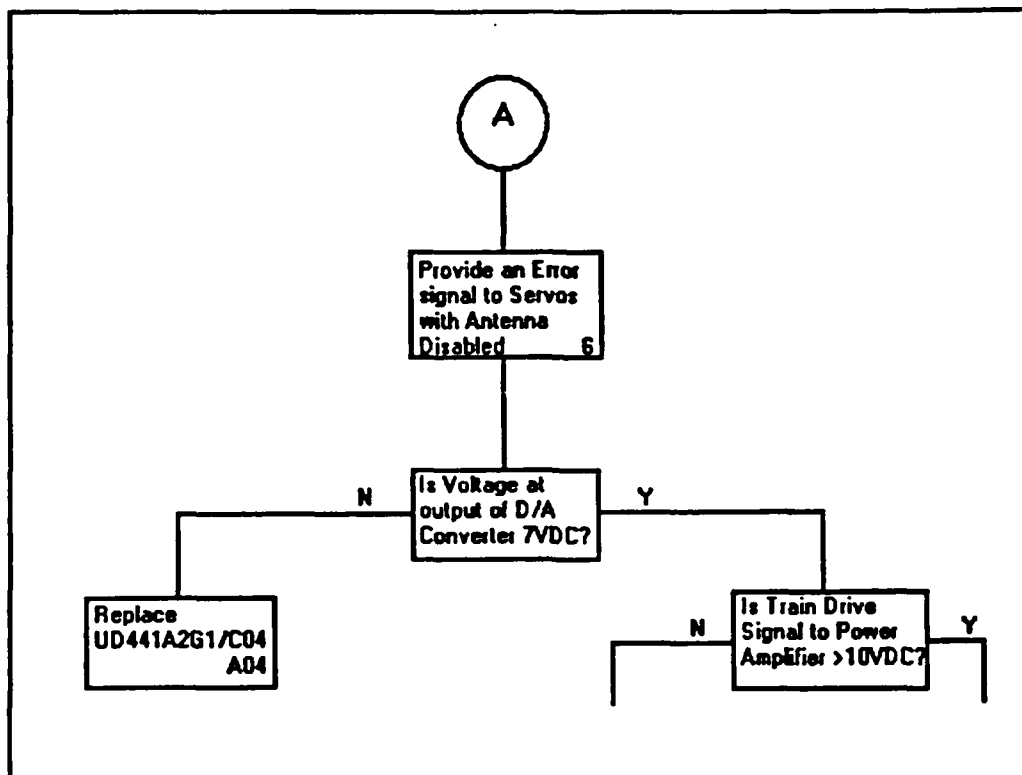 A
Provide an Error
signal to Servos
with Antenna
Disabled 6
N
Is Voltage at
output of D/A
Converter 7VDC?
Y
Replace
UD441A2G1/C04
A04
N
Is Train Drive
Signal to Power
Amplifier >10VDC?
Y